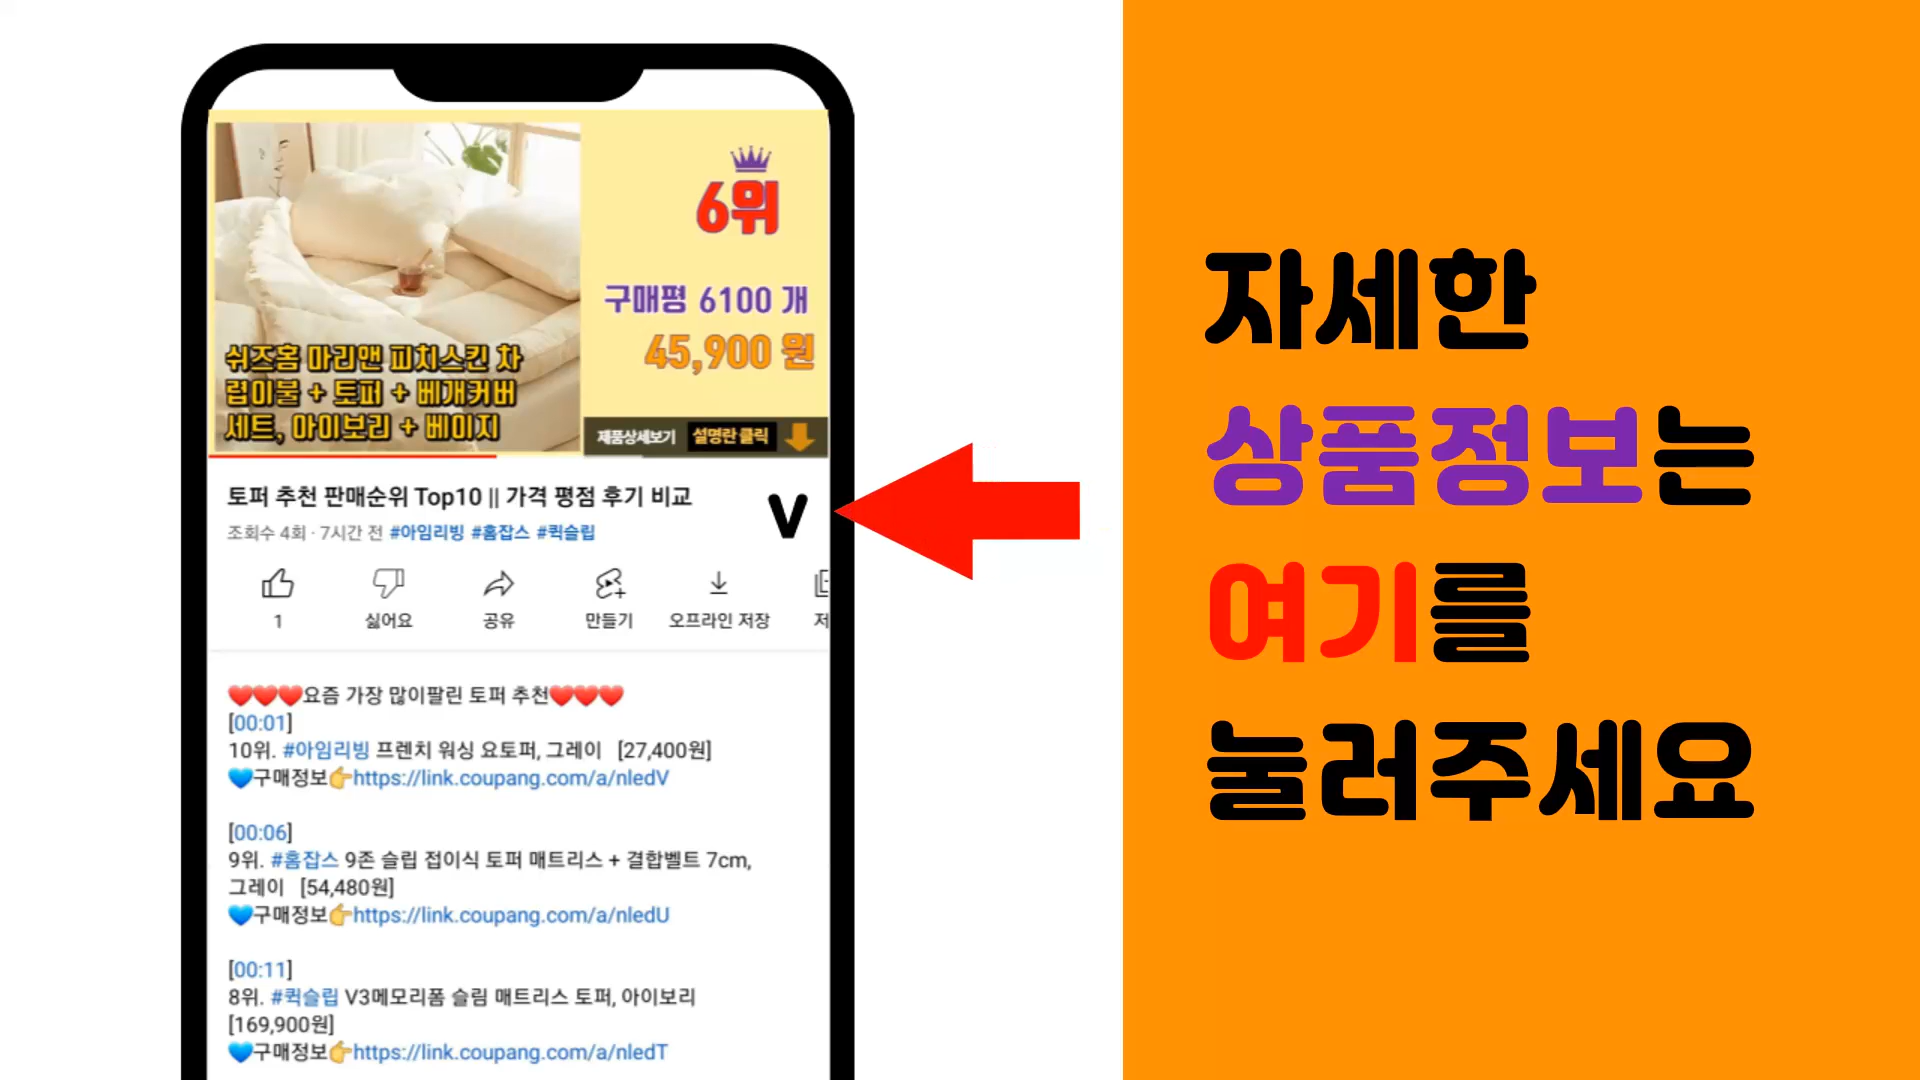 6위
구매평 6100 개
45,900 원
쉬즈홈 마리앤 피치스킨 차
렵이불 + 토퍼 + 베개커버
세트, 아이보리 + 베이지
제품상세보기 설명란 클릭
토퍼 추천 판매순위 Top10 || 가격 평점 후기 비교
V
조회수 4회 · 7시간 전 #아임리빙 #홈잡스 #퀵슬립
1 싫어요 공유 만들기 오프라인 저장 저
❤️❤️❤️요즘 가장 많이팔린 토퍼 추천❤️❤️❤️
[00:01]
10위. #아임리빙 프렌치 워싱 요토퍼, 그레이 [27,400원]
💙구매정보👉https://link.coupang.com/a/nledV
[00:06]
9위. #홈잡스 9존 슬립 접이식 토퍼 매트리스 + 결합벨트 7cm,
그레이 [54,480원]
💙구매정보👉https://link.coupang.com/a/nledU
[00:11]
8위. #퀵슬립 V3메모리폼 슬림 매트리스 토퍼, 아이보리
[169,900원]
💙구매정보👉https://link.coupang.com/a/nledT
자세한
상품정보는
여기를
눌러주세요